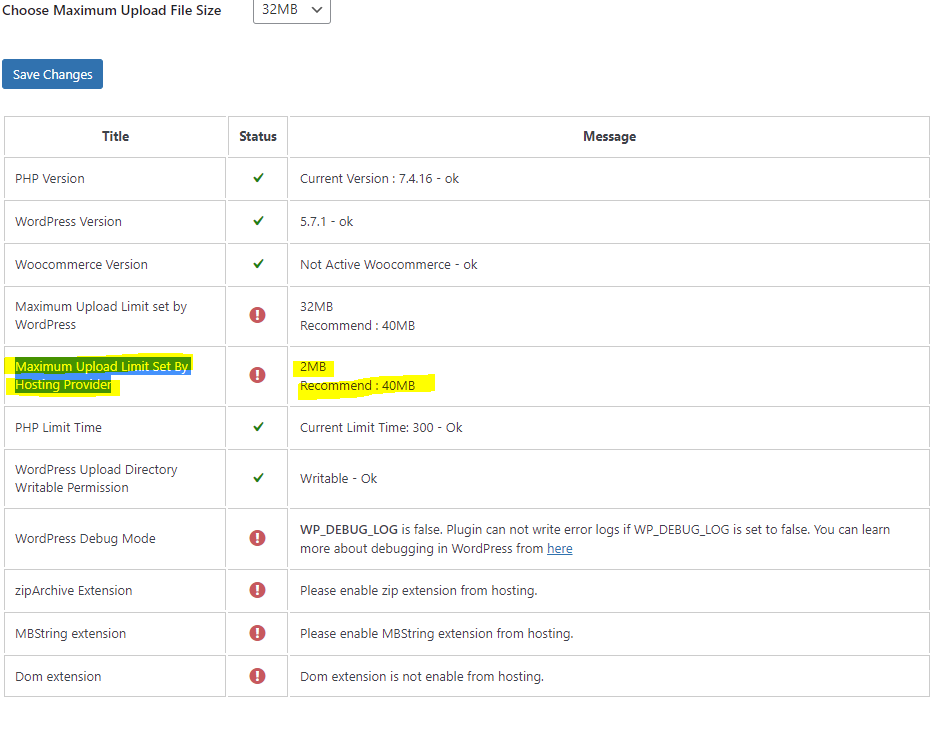 Choose Maximum Upload File Size 32MB
Save Changes
Title Status Message
PHP Version Current Version : 7.4.16 - ok
WordPress Version 5.7.1 - ok
Woocommerce Version Not Active Woocommerce - ok
Maximum Upload Limit set by
WordPress
32MB
Recommend : 40MB
Maximum Upload Limit Set By
Hosting Provider
2MB
Recommend : 40MB
PHP Limit Time Current Limit Time: 300 - Ok
WordPress Upload Directory
Writable Permission
Writable - Ok
WordPress Debug Mode
WP_DEBUG_LOG is false. Plugin can not write error logs if WP_DEBUG_LOG is set to false. You can learn
more about debugging in WordPress from here
zipArchive Extension Please enable zip extension from hosting.
MBString extension Please enable MBString extension from hosting.
Dom extension Dom extension is not enable from hosting.